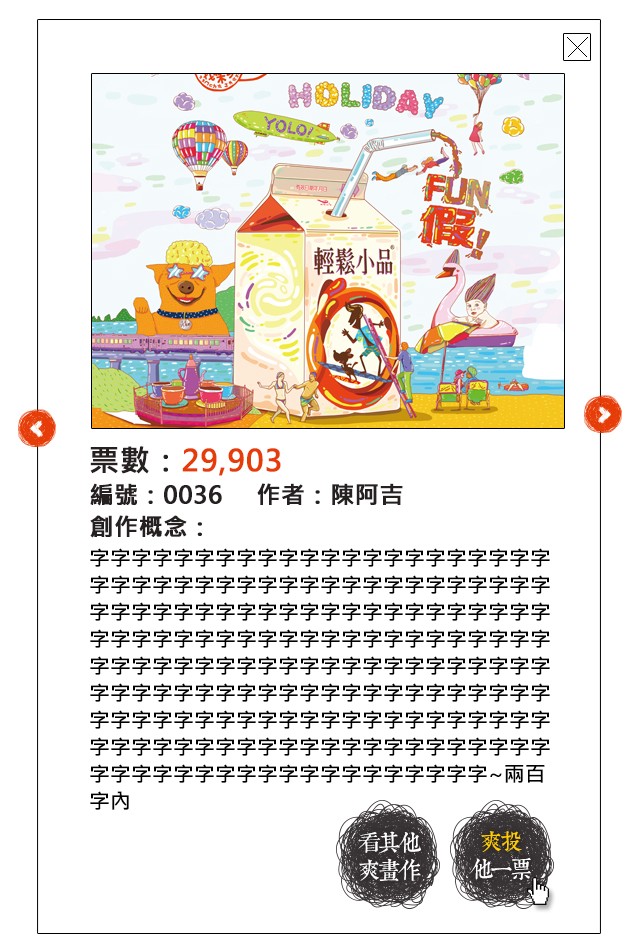 HOLIDAY
YOLO!
FUN
假!
輕鬆小品
票數：29,903
編號：0036 作者：陳阿吉
創作概念：
字字字字字字字字字字字字字字字字字字字字字字
字字字字字字字字字字字字字字字字字字字字字字
字字字字字字字字字字字字字字字字字字字字字字
字字字字字字字字字字字字字字字字字字字字字字
字字字字字字字字字字字字字字字字字字字字字字
字字字字字字字字字字字字字字字字字字字字字字
字字字字字字字字字字字字字字字字字字字字字字
字字字字字字字字字字字字字字字字字字字字字字
字字字字字字字字字字字字字字字字字字字~兩百
字內
看其他
爽畫作
爽投
他一票